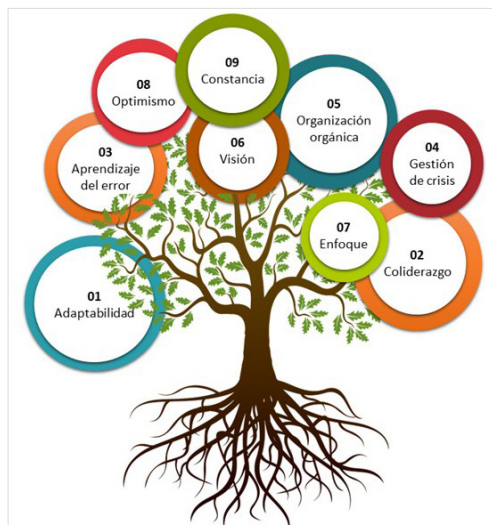 09
Constancia
08
Optimismo
05
Organización
orgánica
06
Visión
04
Gestión
de crisis
03
Aprendizaje
del error
07
Enfoque
02
Coliderazgo
01
Adaptabilidad